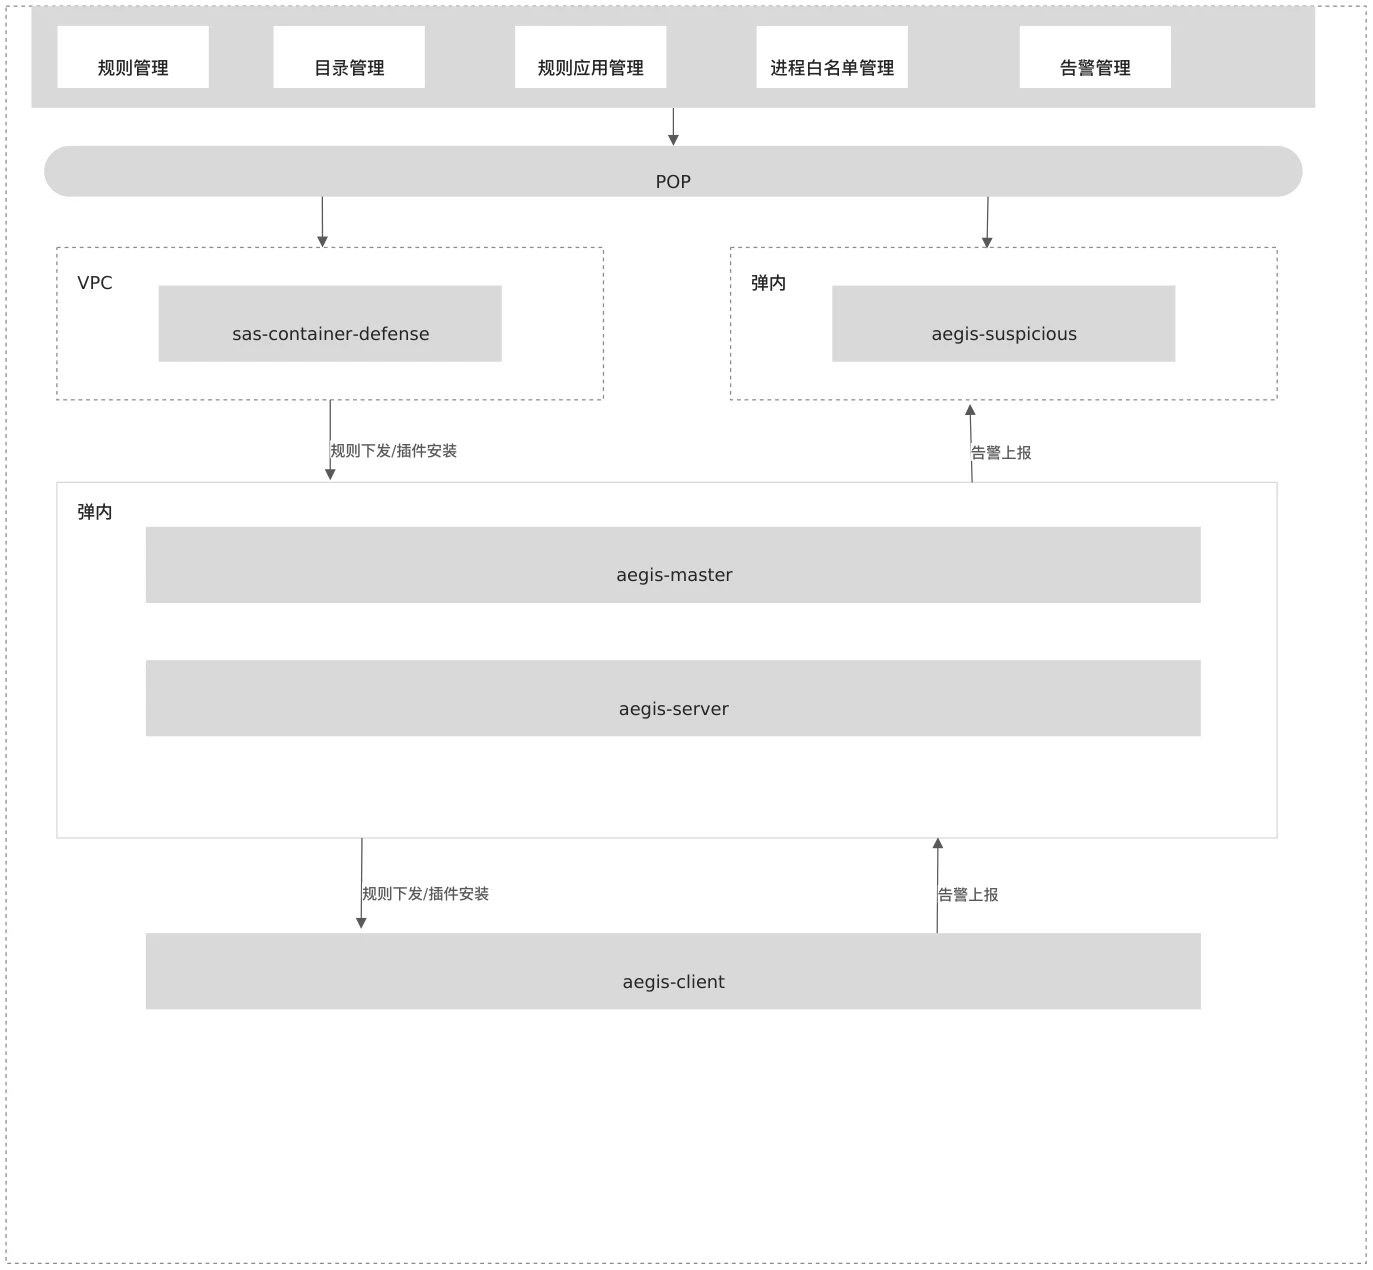 规则管理
目录管理
规则应用管理
进程白名单管理
告警管理
POP
VPC
sas-container-defense
弹内
aegis-suspicious
规则下发/插件安装
告警上报
弹内
aegis-master
aegis-server
规则下发/插件安装
告警上报
aegis-client